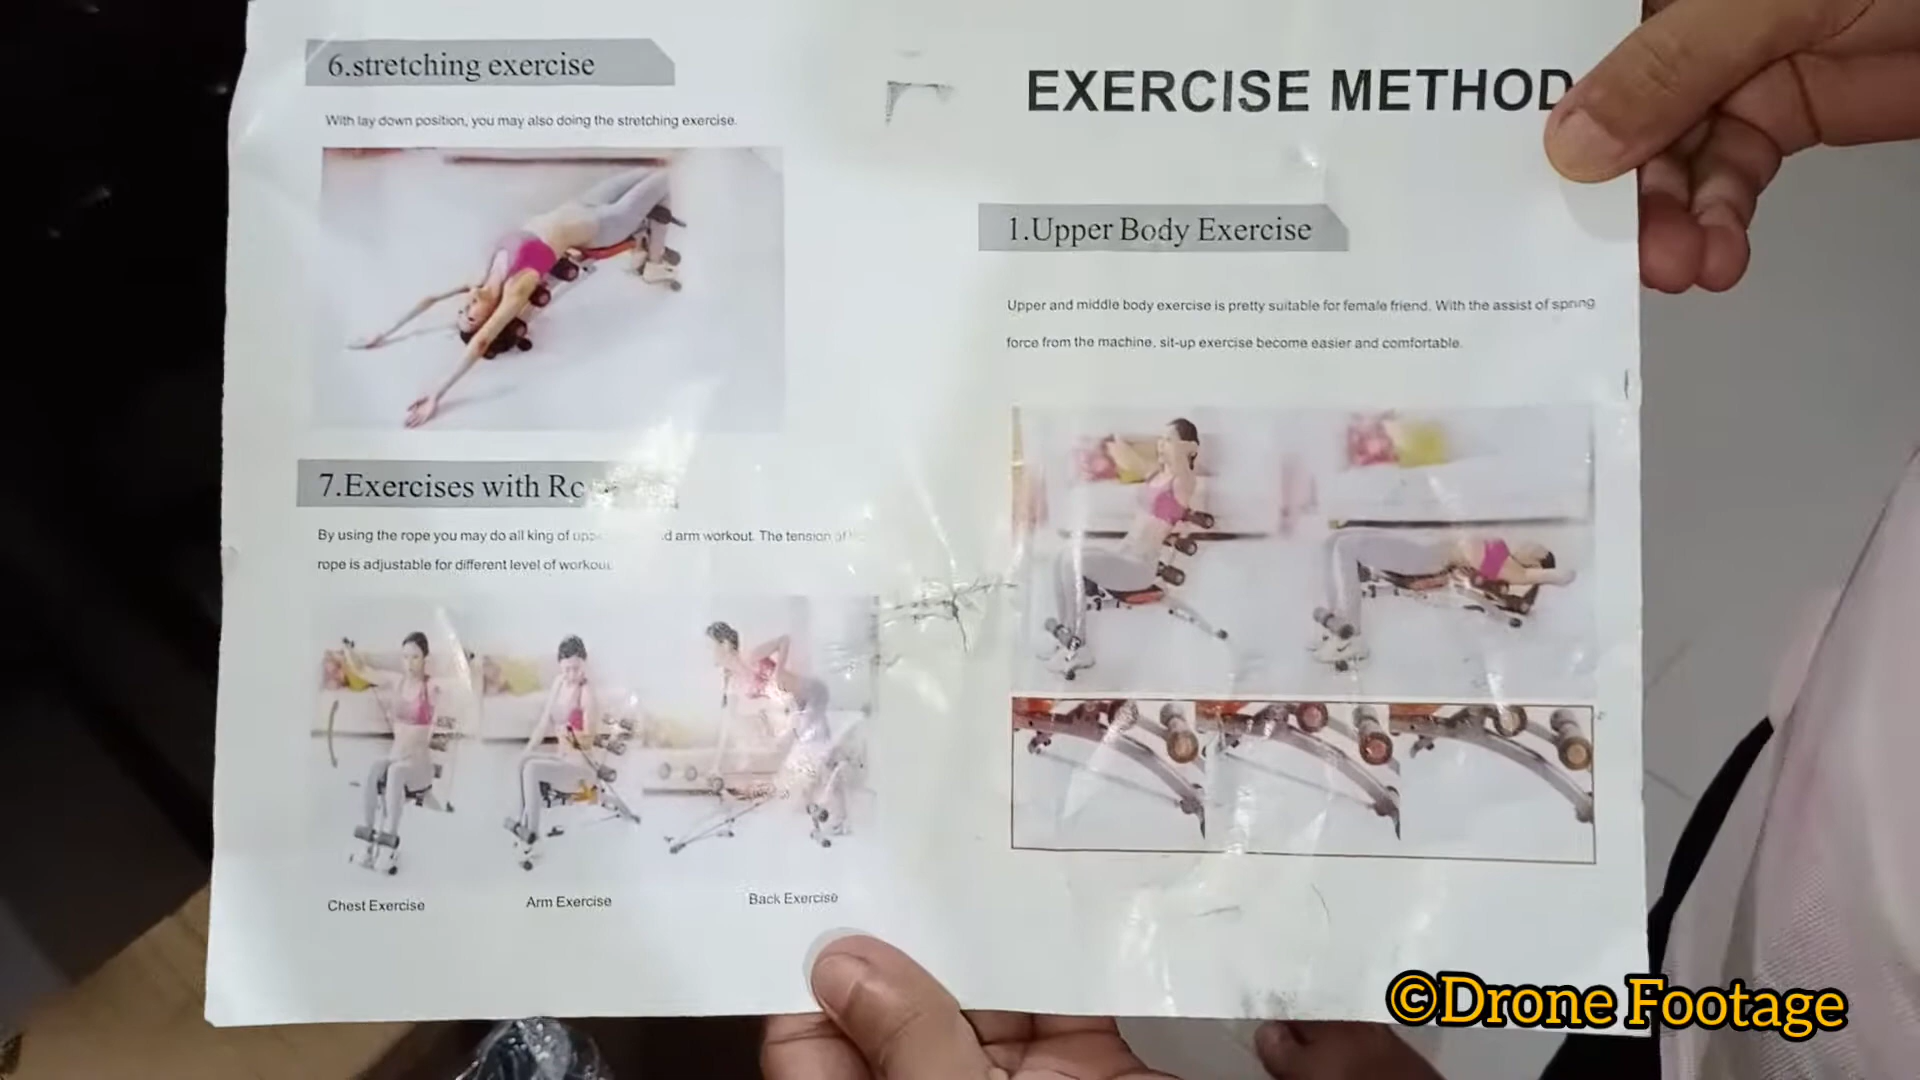 6.stretching exercise
With lay down position, you may also doing the stretching exercise.
7.Exercises with
By using the rope you may do all king of arm workout. The tension of
rope is adjustable for different level of workout
Chest Exercise
Arm Exercise
Back Exercise
EXERCISE METHOD
1.Upper Body Exercise
Upper and middle body exercise is pretty suitable for female friend. With the assist of spring
force from the machine, sit-up exercise become easier and comfortable.
©Drone Footage